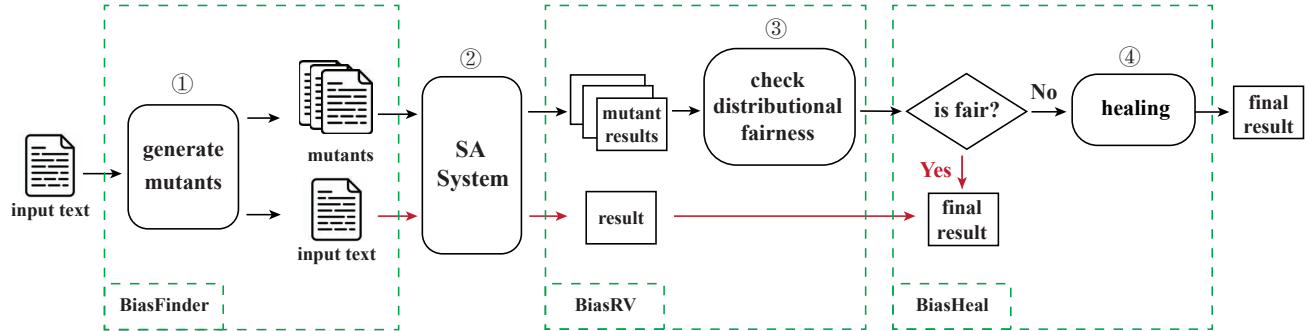 input text
①
generate
mutants
mutants
input text
BiasFinder
②
SA
System
mutant
results
result
③
check
distributional
fairness
BiasRV
is fair?
No
Yes
final
result
④
healing
BiasHeal
final
result